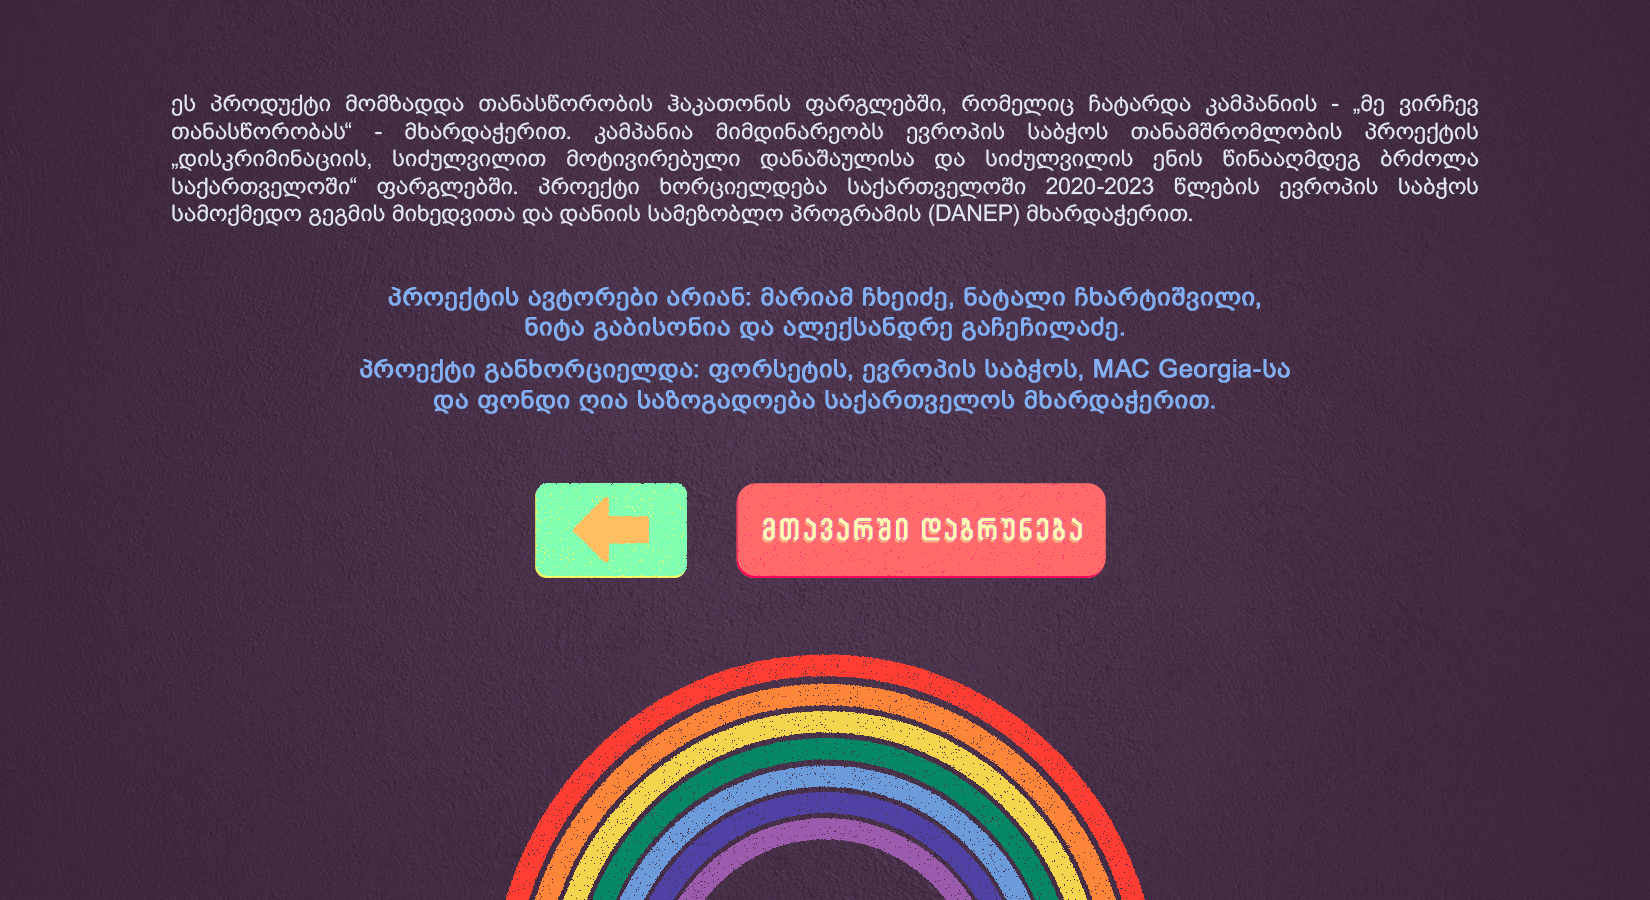 ეს პროდუქტი მომზადდა თანასწორობის ჰაკათონის ფარგლებში, რომელიც ჩატარდა კამპანიის - „მე ვირჩევ
თანასწორობას“ - მხარდაჭერით. კამპანია მიმდინარეობს ევროპის საბჭოს თანამშრომლობის პროექტის
„დისკრიმინაციის, სიძულვილით მოტივირებული დანაშაულისა და სიძულვილის ენის წინააღმდეგ ბრძოლა
საქართველოში“ ფარგლებში. პროექტი ხორციელდება საქართველოში 2020-2023 წლების ევროპის საბჭოს
სამოქმედო გეგმის მიხედვითა და დანიის სამეზობლო პროგრამის (DANEP) მხარდაჭერით.
პროექტის ავტორები არიან: მარიამ ჩხეიძე, ნატალი ჩხარტიშვილი,
ნიტა გაბისონია და ალექსანდრე გაჩეჩილაძე.
პროექტი განხორციელდა: ფორსეტის, ევროპის საბჭოს, MAC Georgia-სა
და ფონდი ღია საზოგადოება საქართველოს მხარდაჭერით.
მთავარში დაბრუნება